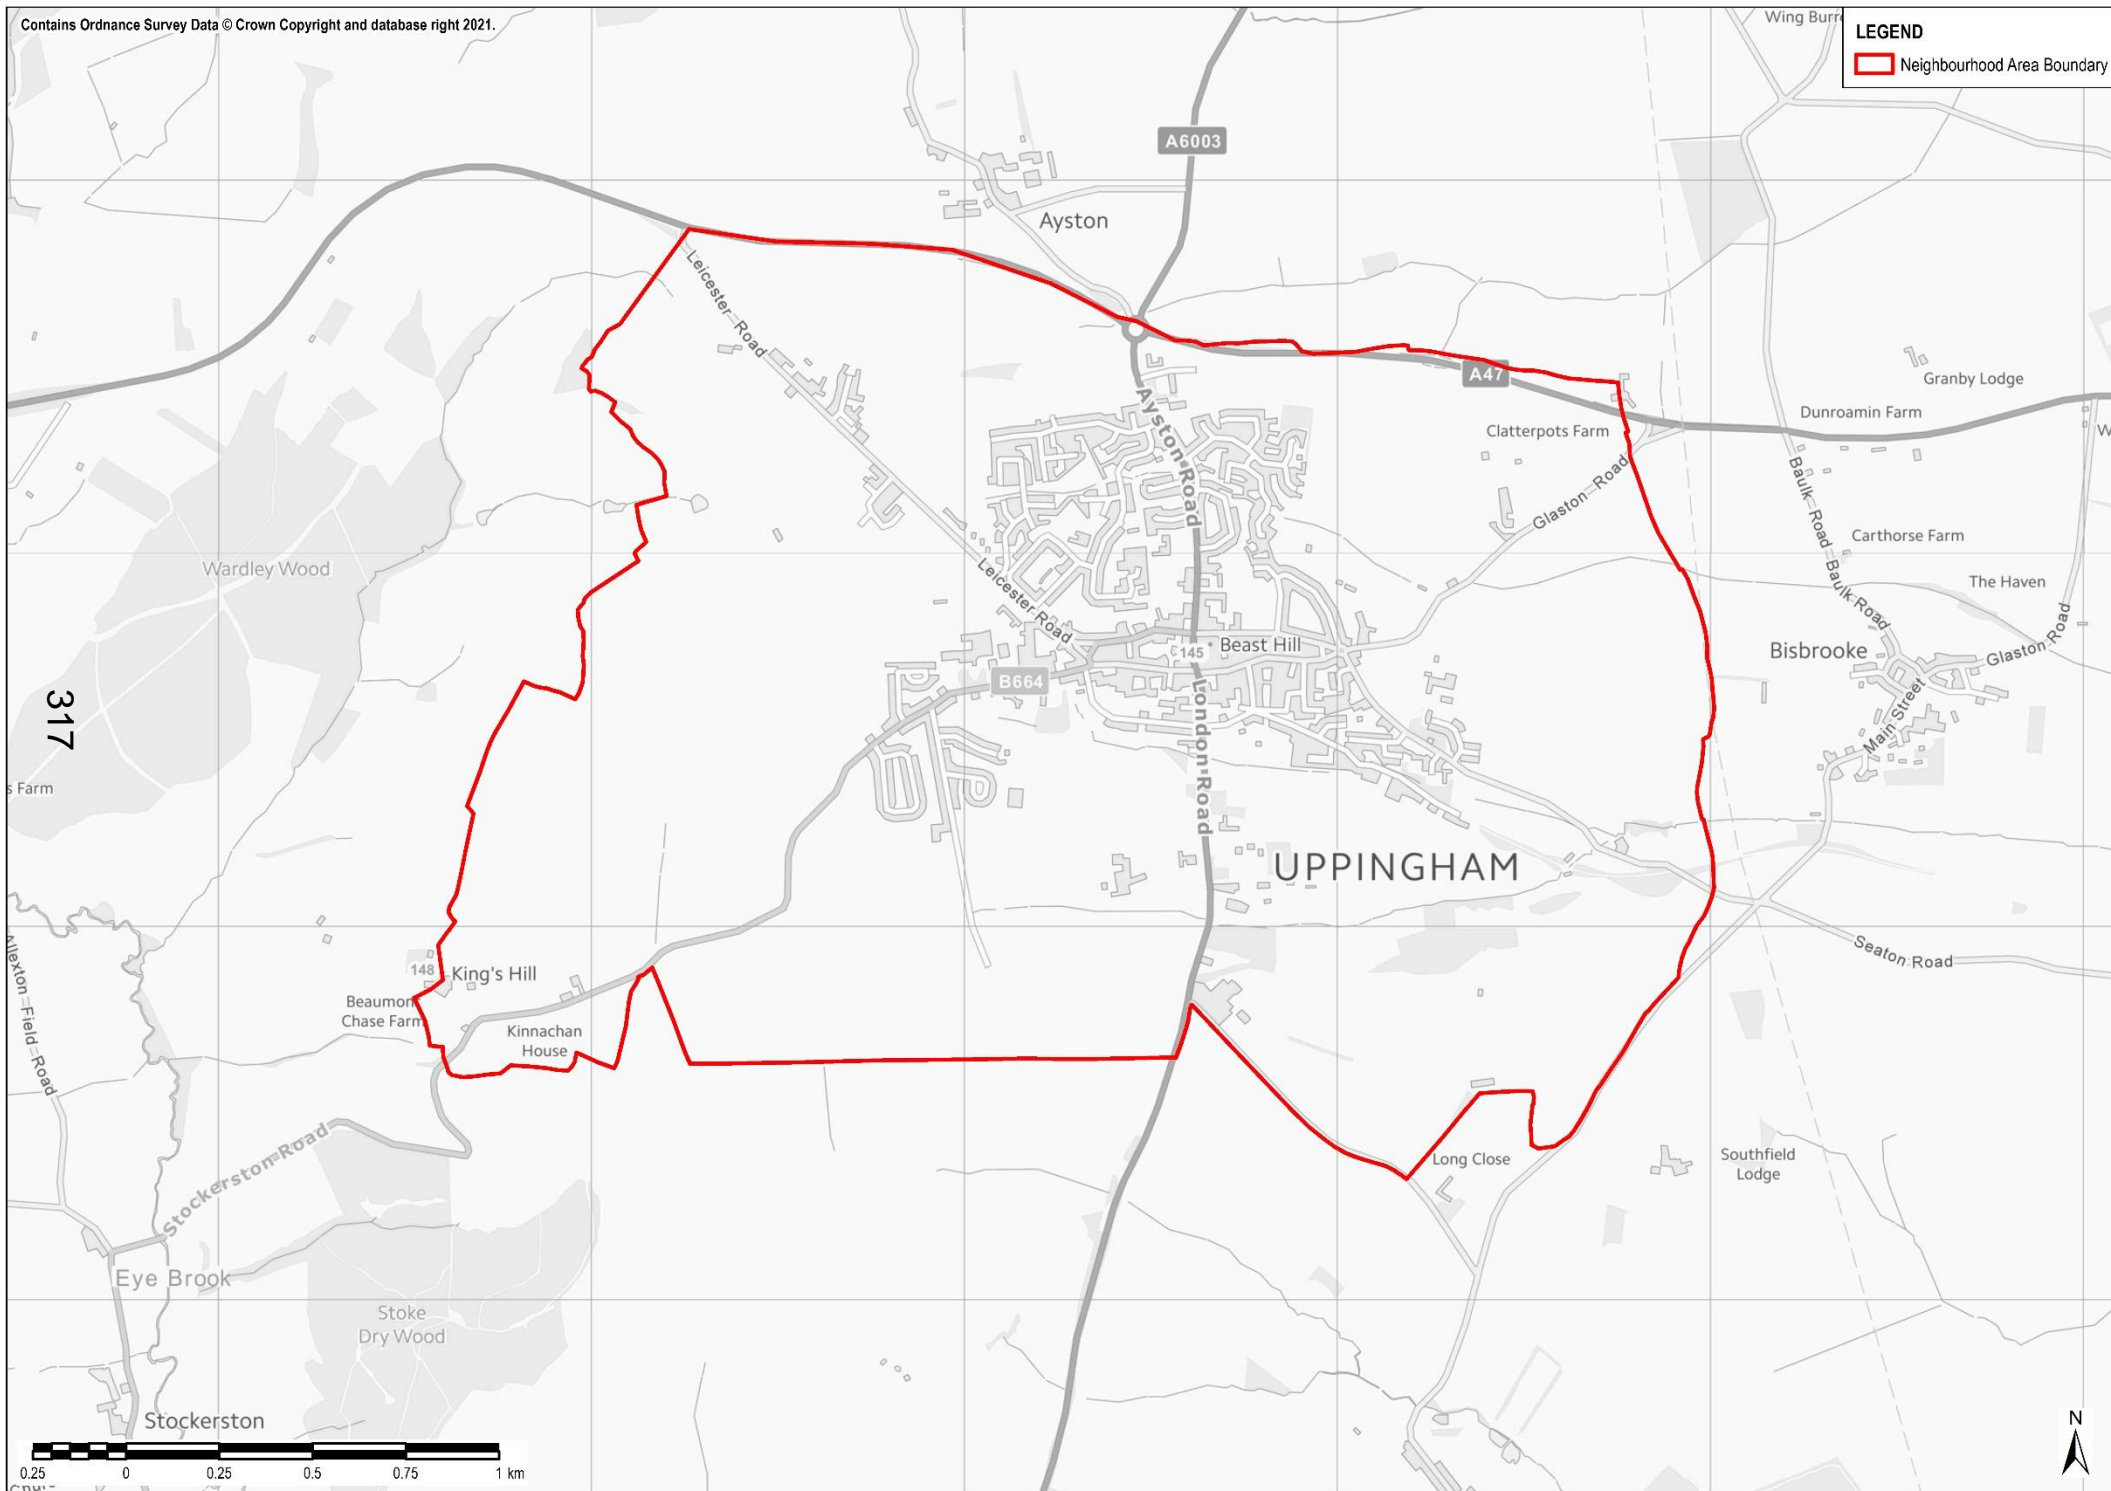 Contains Ordnance Survey Data © Crown Copyright and database right 2021.
LEGEND
Neighbourhood Area Boundary
A6003
Ayston
Leicester Road
A47
Granby Lodge
Dunroamin Farm
Clatterpots Farm
Ayston Road
Glaston Road
Baulk Road
Baulk Road
Carthorse Farm
The Haven
Wardley Wood
Leicester Road
145
Beast Hill
Bisbrooke
Glaston Road
B664
Main Street
317
London Road
s Farm
UPPINGHAM
Seaton Road
148
King's Hill
Beaumon
Chase Farm
Kinnachan
House
Allexton Field Road
Stockerston Road
Long Close
Southfield
Lodge
Eye Brook
Stoke
Dry Wood
Stockerston
0.25 0 0.25 0.5 0.75 1 km
N